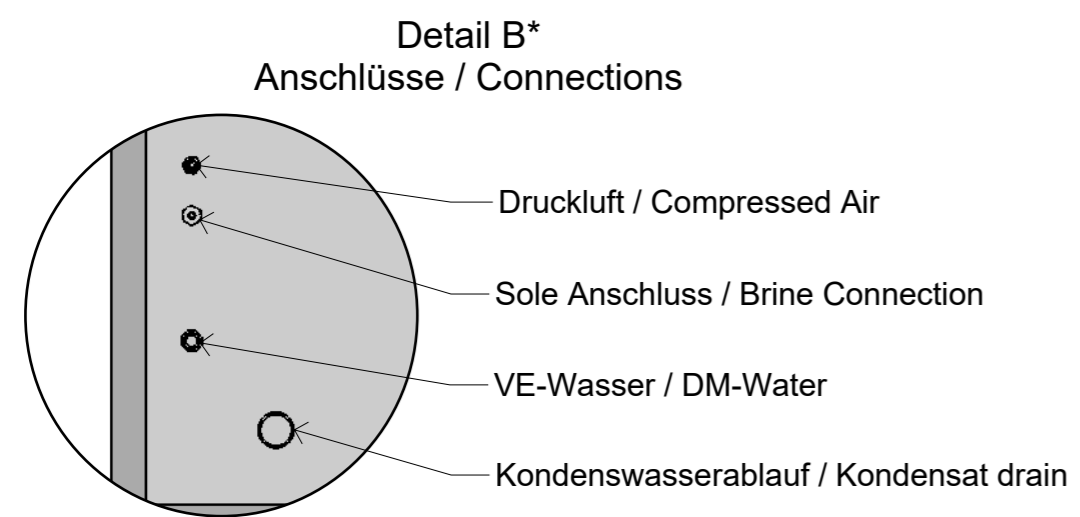 Detail B*
Anschlüsse / Connections
Druckluft / Compressed Air
Sole Anschluss / Brine Connection
VE-Wasser / DM-Water
Kondenswasserablauf / Kondensat drain